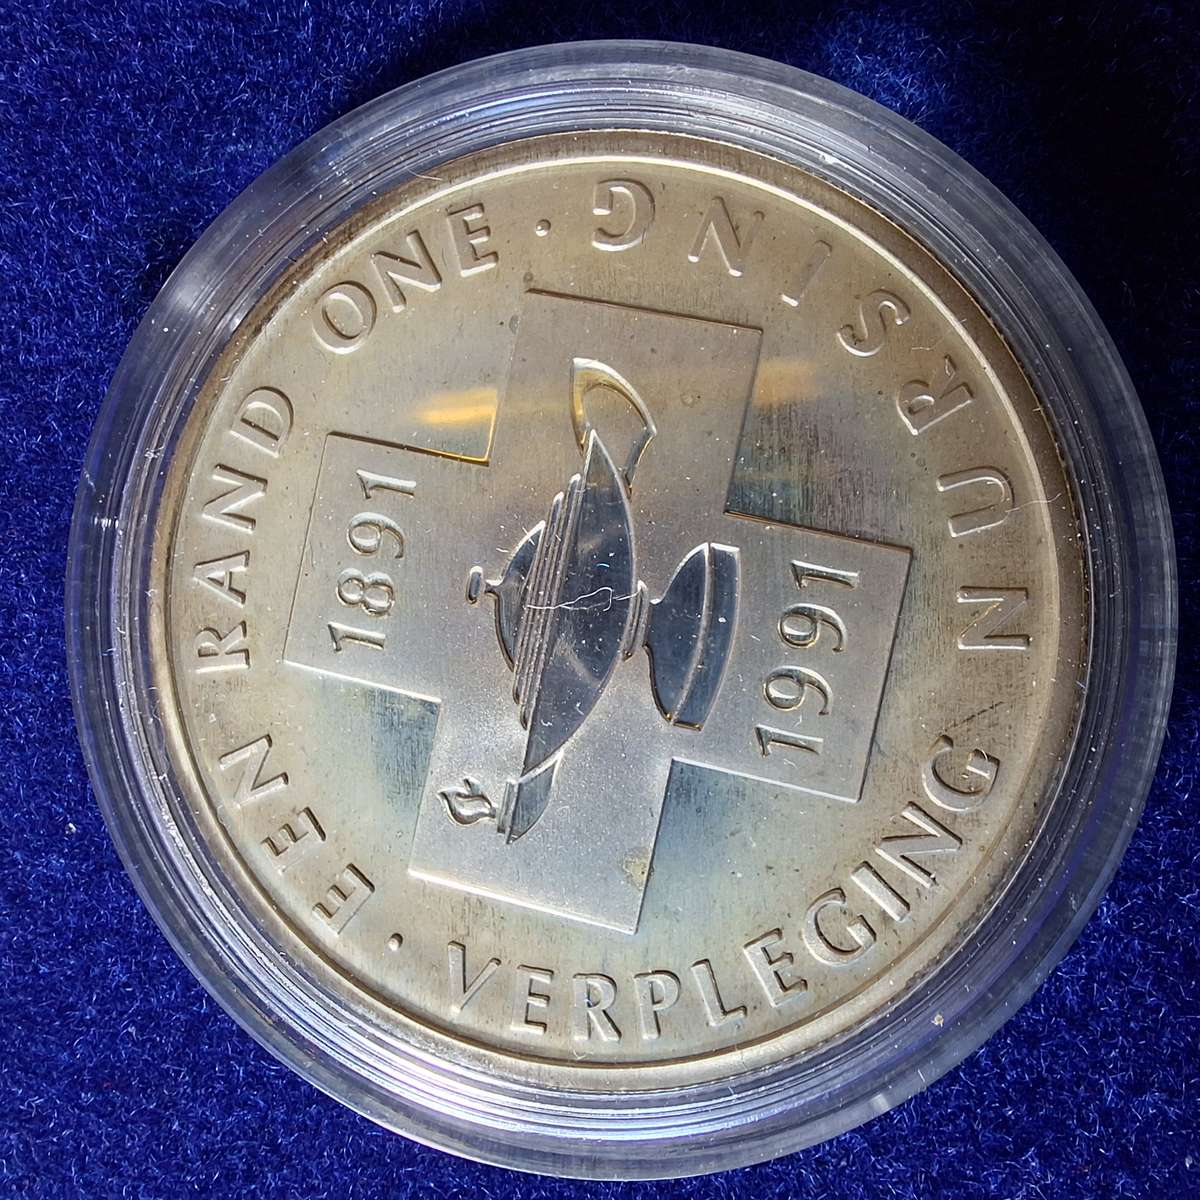 EEN RAND ONE · NURSING
VERPLEGING ·
1891
1991